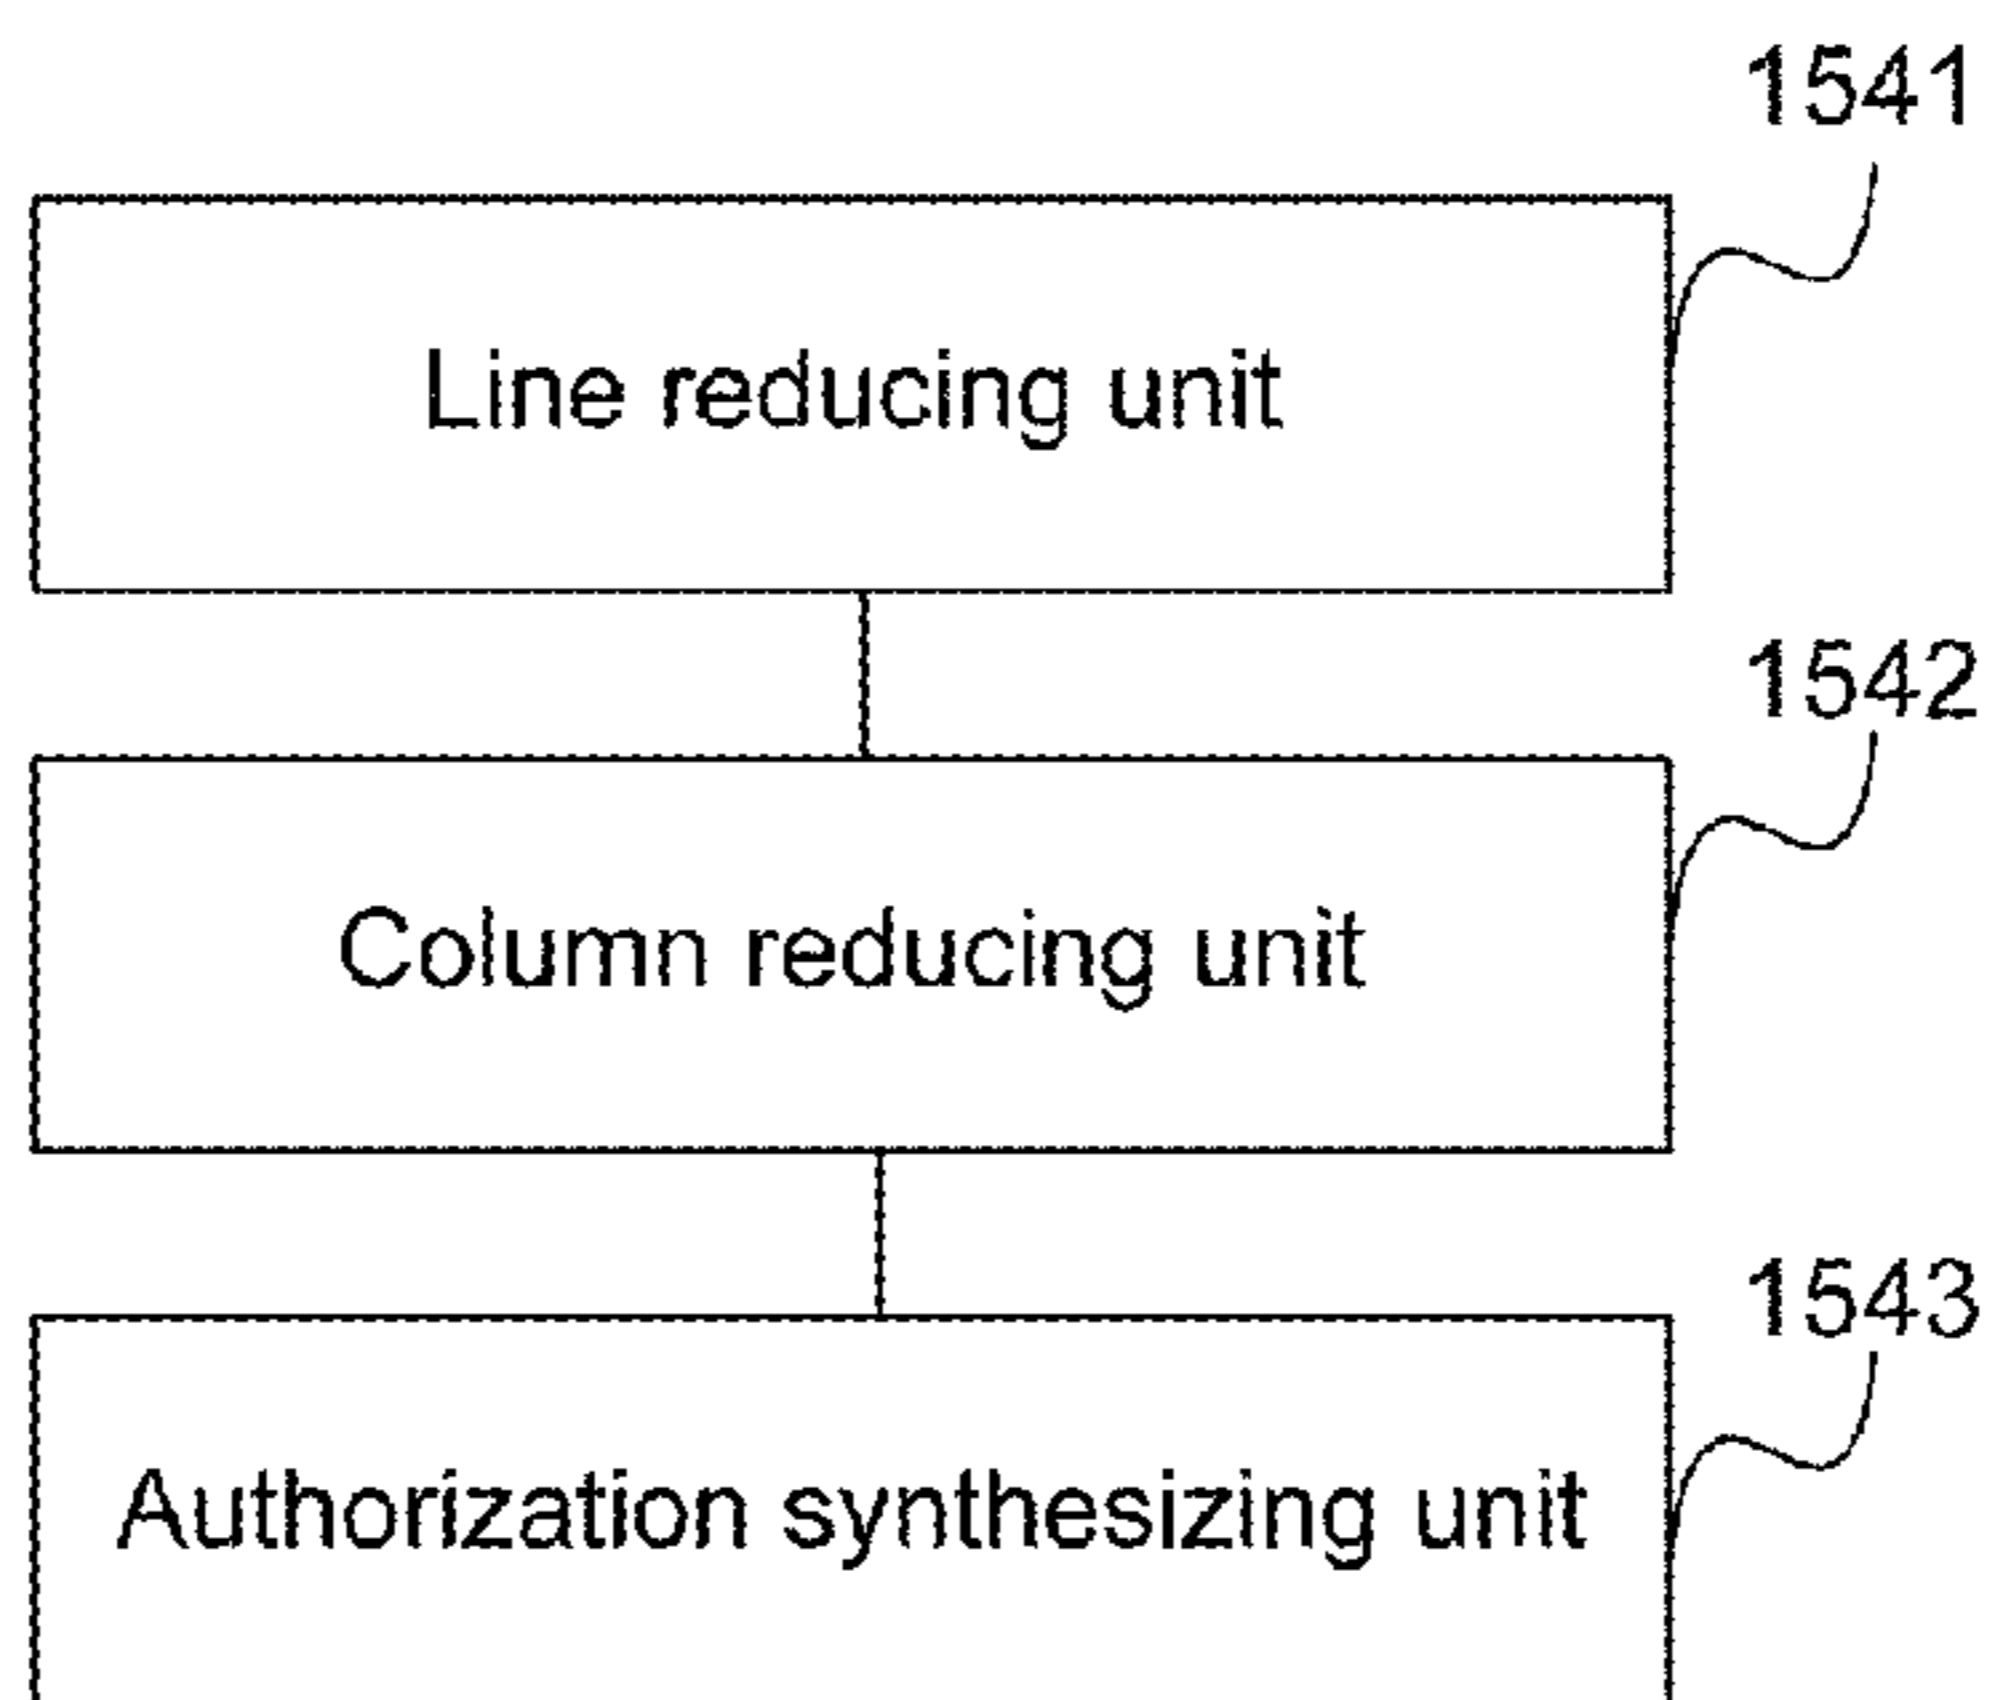 1541
Line reducing unit
1542
Column reducing unit
1543
Authorization synthesizing unit